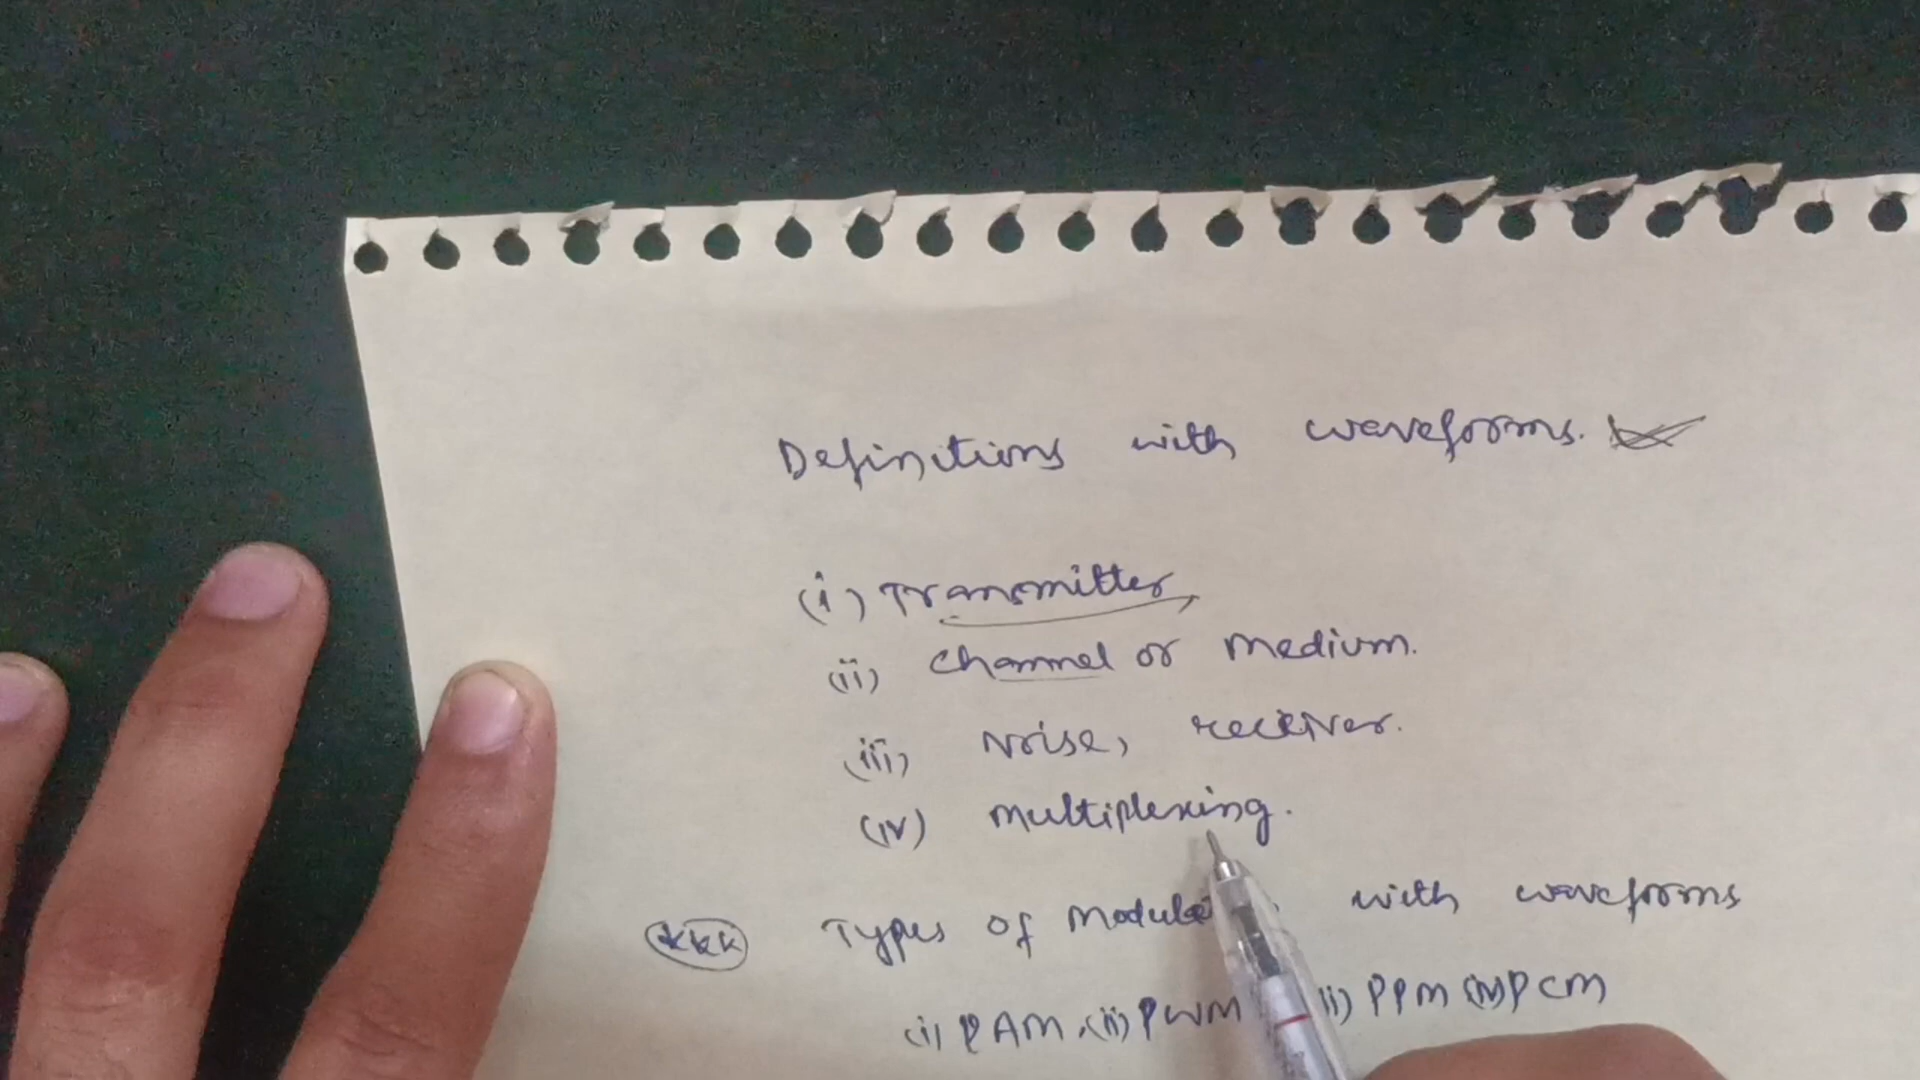 Definitions with waveforms.
(i) Transmitter
(ii) channel or medium.
(iii) Noise, receiver.
(iv) multiplexing.
*** Types of with waveforms
(i) PAM, (ii) PWM PPM (iv) PCM